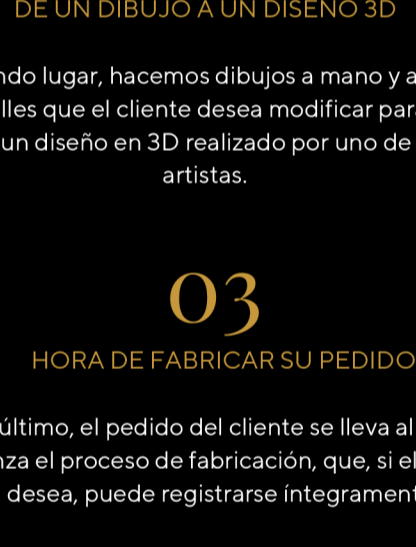 DE UN DIBUJO A UN DISEÑO 3D
ndo lugar, hacemos dibujos a mano y a
lles que el cliente desea modificar par
un diseño en 3D realizado por uno de
artistas.
03
HORA DE FABRICAR SU PEDIDO
último, el pedido del cliente se lleva al
nza el proceso de fabricación, que, si el
desea, puede registrarse íntegrament